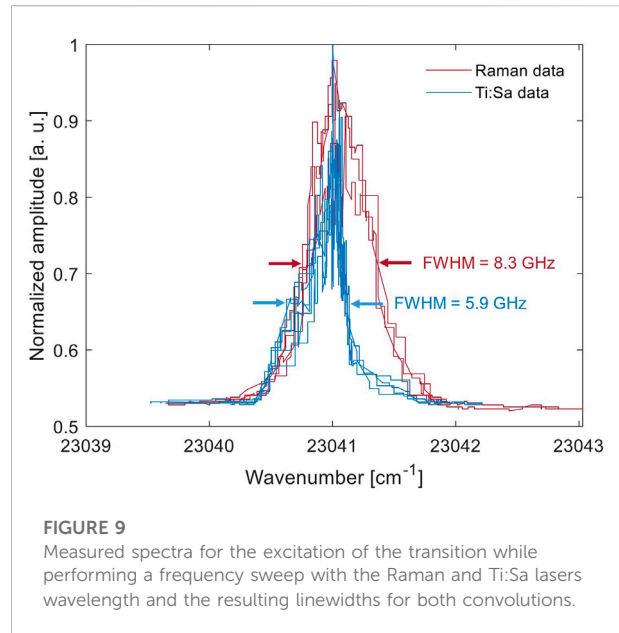 1
Raman data
Ti:Sa data
0.9
0.8
0.7
0.6
0.5
Normalized amplitude [a. u.]
FWHM = 8.3 GHz
FWHM = 5.9 GHz
23039
23040
23041
23042
23043
Wavenumber [cm⁻¹]
FIGURE 9
Measured spectra for the excitation of the transition while
performing a frequency sweep with the Raman and Ti:Sa lasers
wavelength and the resulting linewidths for both convolutions.